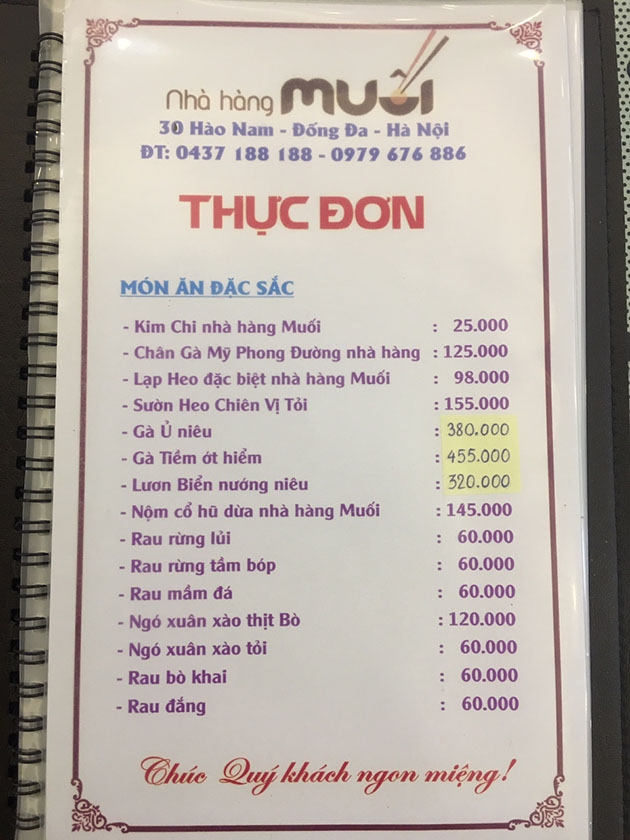 Nhà hàng muối
30 Hào Nam - Đống Đa - Hà Nội
ĐT: 0437 188 188 - 0979 676 886
THỰC ĐƠN
MÓN ĂN ĐẶC SẮC
- Kim Chi nhà hàng Muối : 25.000
- Chân Gà Mỹ Phong Đường nhà hàng : 125.000
- Lạp Heo đặc biệt nhà hàng Muối : 98.000
- Sườn Heo Chiên Vị Tỏi : 155.000
- Gà Ủ niêu : 380.000
- Gà Tiềm ớt hiểm : 455.000
- Lươn Biển nướng niêu : 320.000
- Nộm cổ hũ dừa nhà hàng Muối : 145.000
- Rau rừng lủi : 60.000
- Rau rừng tầm bóp : 60.000
- Rau mầm đá : 60.000
- Ngó xuân xào thịt Bò : 120.000
- Ngó xuân xào tỏi : 60.000
- Rau bò khai : 60.000
- Rau đắng : 60.000
Chúc Quý khách ngon miệng!